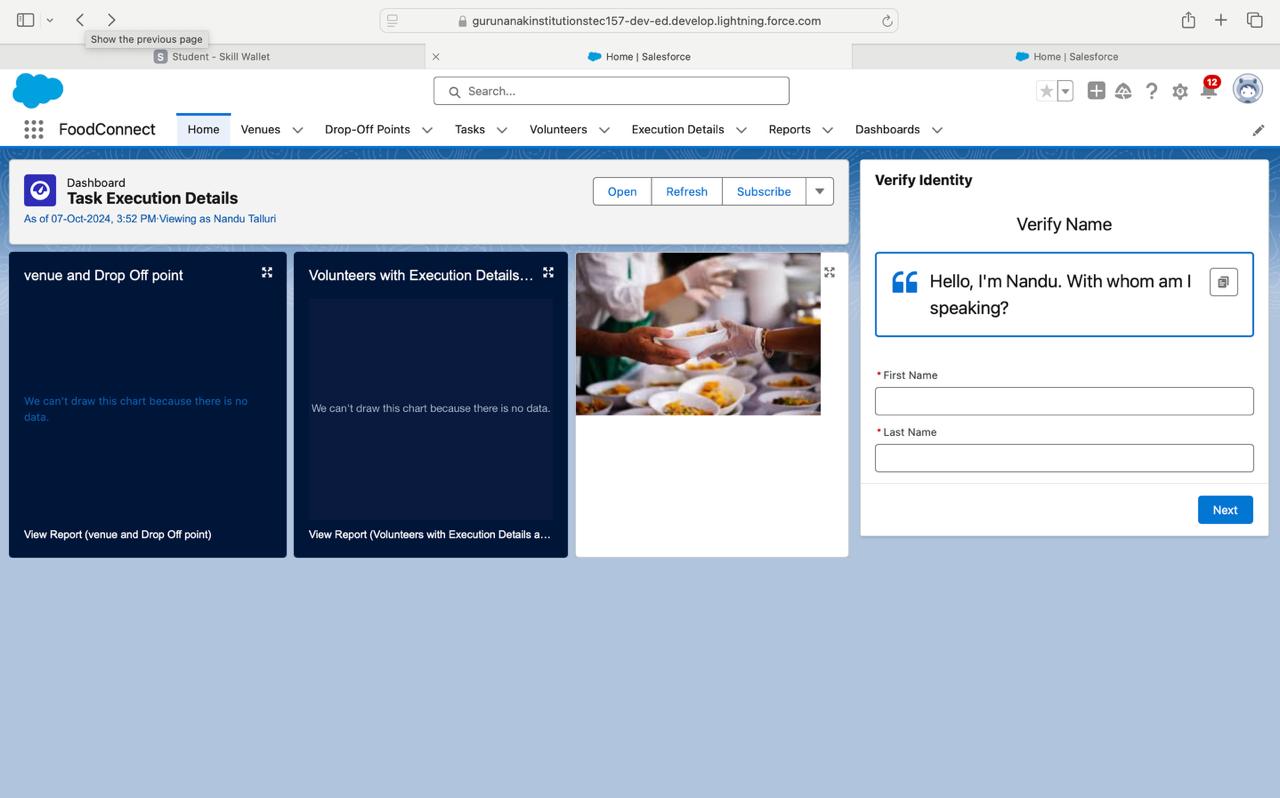 gurunanakinstitutionstec157-dev-ed.develop.lightning.force.com
Show the previous page
S Student - Skill Wallet
Home | Salesforce
Home | Salesforce
Search...
12
FoodConnect
Home
Venues
Drop-Off Points
Tasks
Volunteers
Execution Details
Reports
Dashboards
Dashboard
Task Execution Details
As of 07-Oct-2024, 3:52 PM·Viewing as Nandu Talluri
Open
Refresh
Subscribe
venue and Drop Off point
We can't draw this chart because there is no
data.
View Report (venue and Drop Off point)
Volunteers with Execution Details...
We can't draw this chart because there is no data.
View Report (Volunteers with Execution Details a...
Verify Identity
Verify Name
Hello, I'm Nandu. With whom am I
speaking?
* First Name
* Last Name
Next